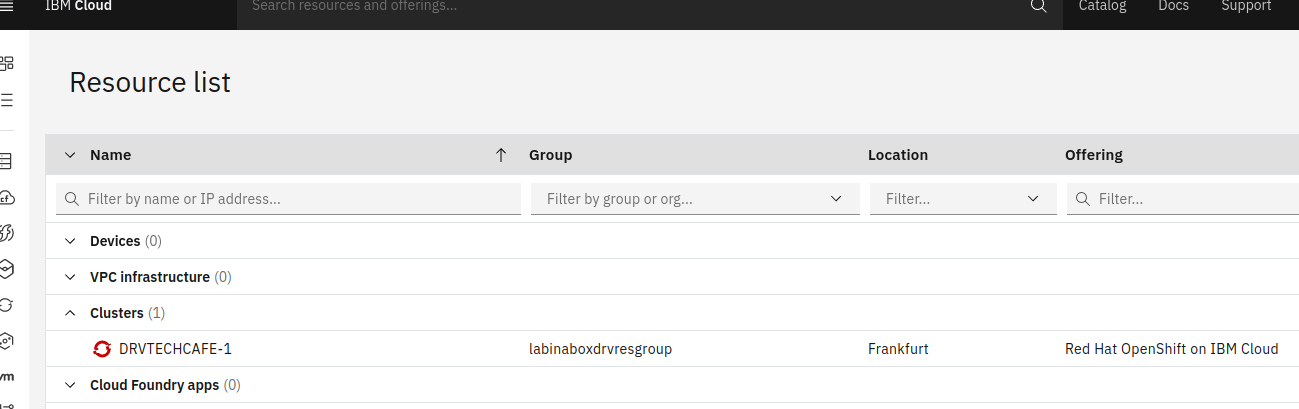 IBM Cloud Search resources and offerings... Catalog Docs Support
Resource list
Name Group Location Offering
Filter by name or IP address... Filter by group or org... Filter... Filter...
Devices (0)
VPC infrastructure (0)
Clusters (1)
DRVTECHCAFE-1 labinaboxdrvresgroup Frankfurt Red Hat OpenShift on IBM Cloud
Cloud Foundry apps (0)